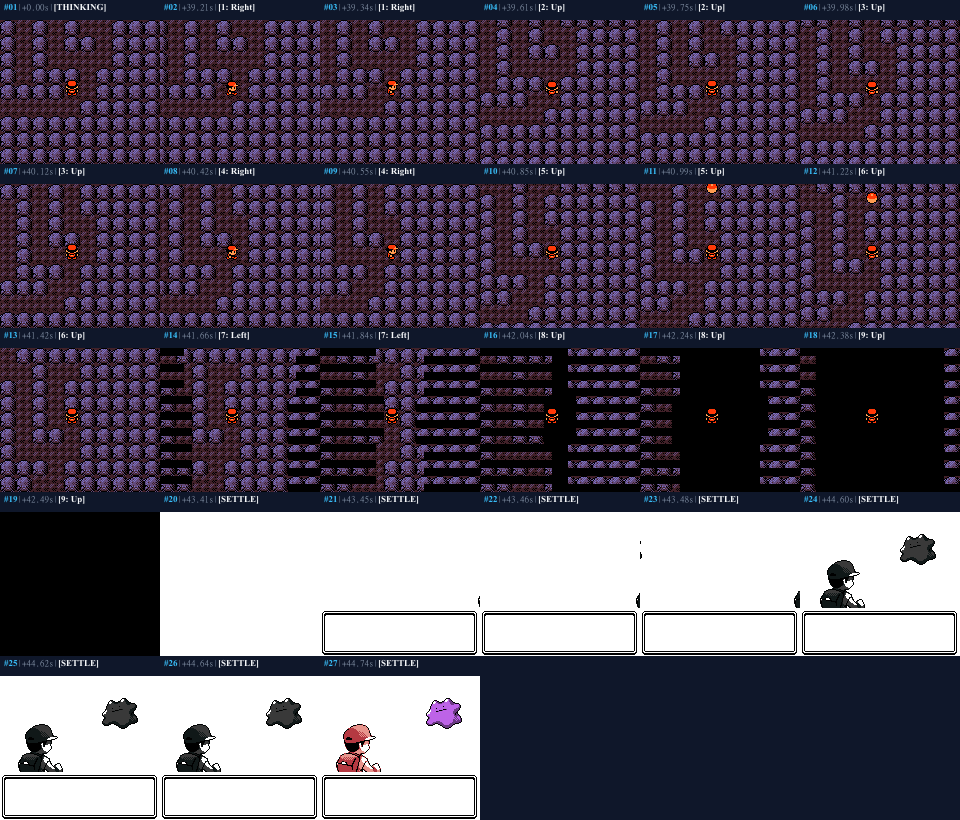 #01|+0.00s|[THINKING]
#02|+39.21s|[1: Right]
#03|+39.34s|[1: Right]
#04|+39.61s|[2: Up]
#05|+39.75s|[2: Up]
#06|+39.98s|[3: Up]
#07|+40.12s|[3: Up]
#08|+40.42s|[4: Right]
#09|+40.55s|[4: Right]
#10|+40.85s|[5: Up]
#11|+40.99s|[5: Up]
#12|+41.22s|[6: Up]
#13|+41.42s|[6: Up]
#14|+41.66s|[7: Left]
#15|+41.84s|[7: Left]
#16|+42.04s|[8: Up]
#17|+42.24s|[8: Up]
#18|+42.38s|[9: Up]
#19|+42.49s|[9: Up]
#20|+43.41s|[SETTLE]
#21|+43.45s|[SETTLE]
#22|+43.46s|[SETTLE]
#23|+43.48s|[SETTLE]
#24|+44.60s|[SETTLE]
#25|+44.62s|[SETTLE]
#26|+44.64s|[SETTLE]
#27|+44.74s|[SETTLE]